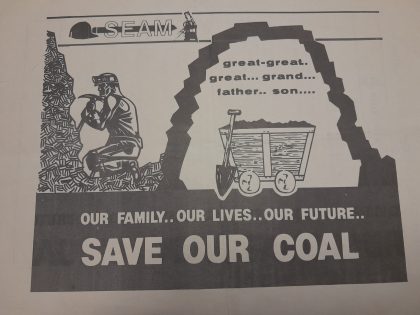 SEAM
great-great..
great... grand...
father.. son....
OUR FAMILY..OUR LIVES..OUR FUTURE..
SAVE OUR COAL